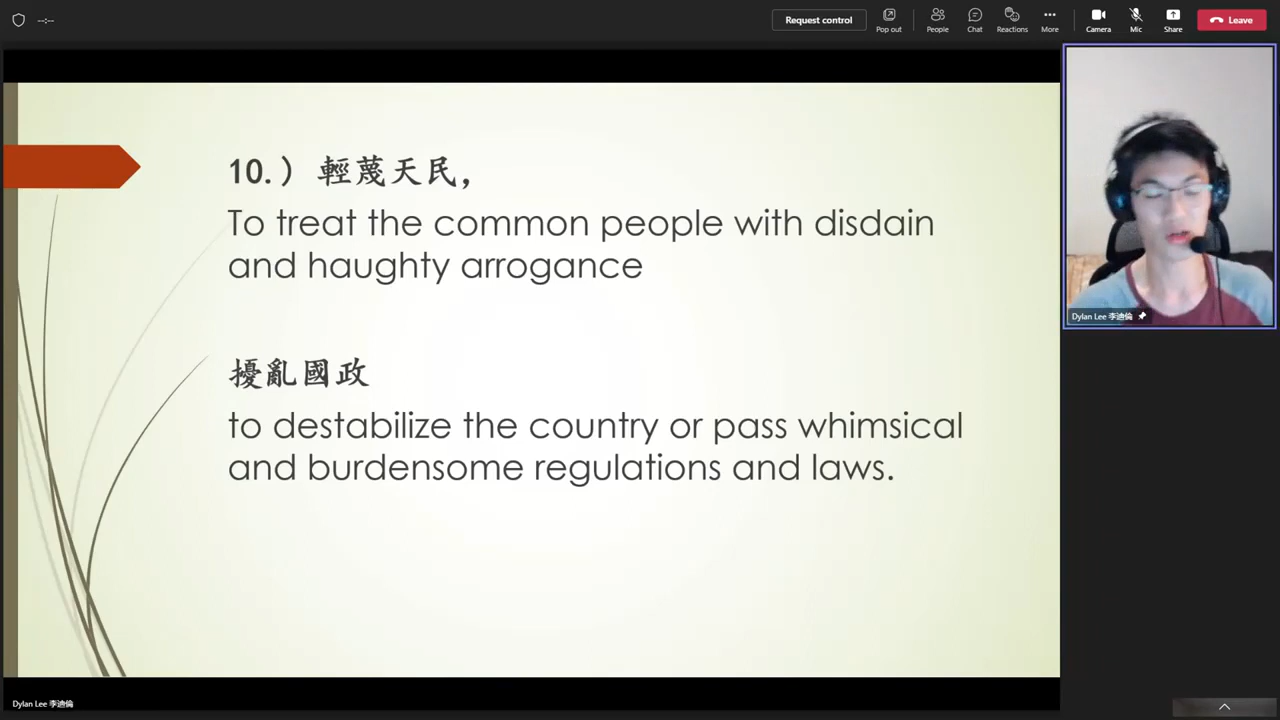 --:--
Request control
Pop out
People
Chat
Reactions
More
Camera
Mic
Share
Leave
10.）輕蔑天民，
To treat the common people with disdain
and haughty arrogance
擾亂國政
to destabilize the country or pass whimsical
and burdensome regulations and laws.
Dylan Lee 李迪倫
Dylan Lee 李迪倫